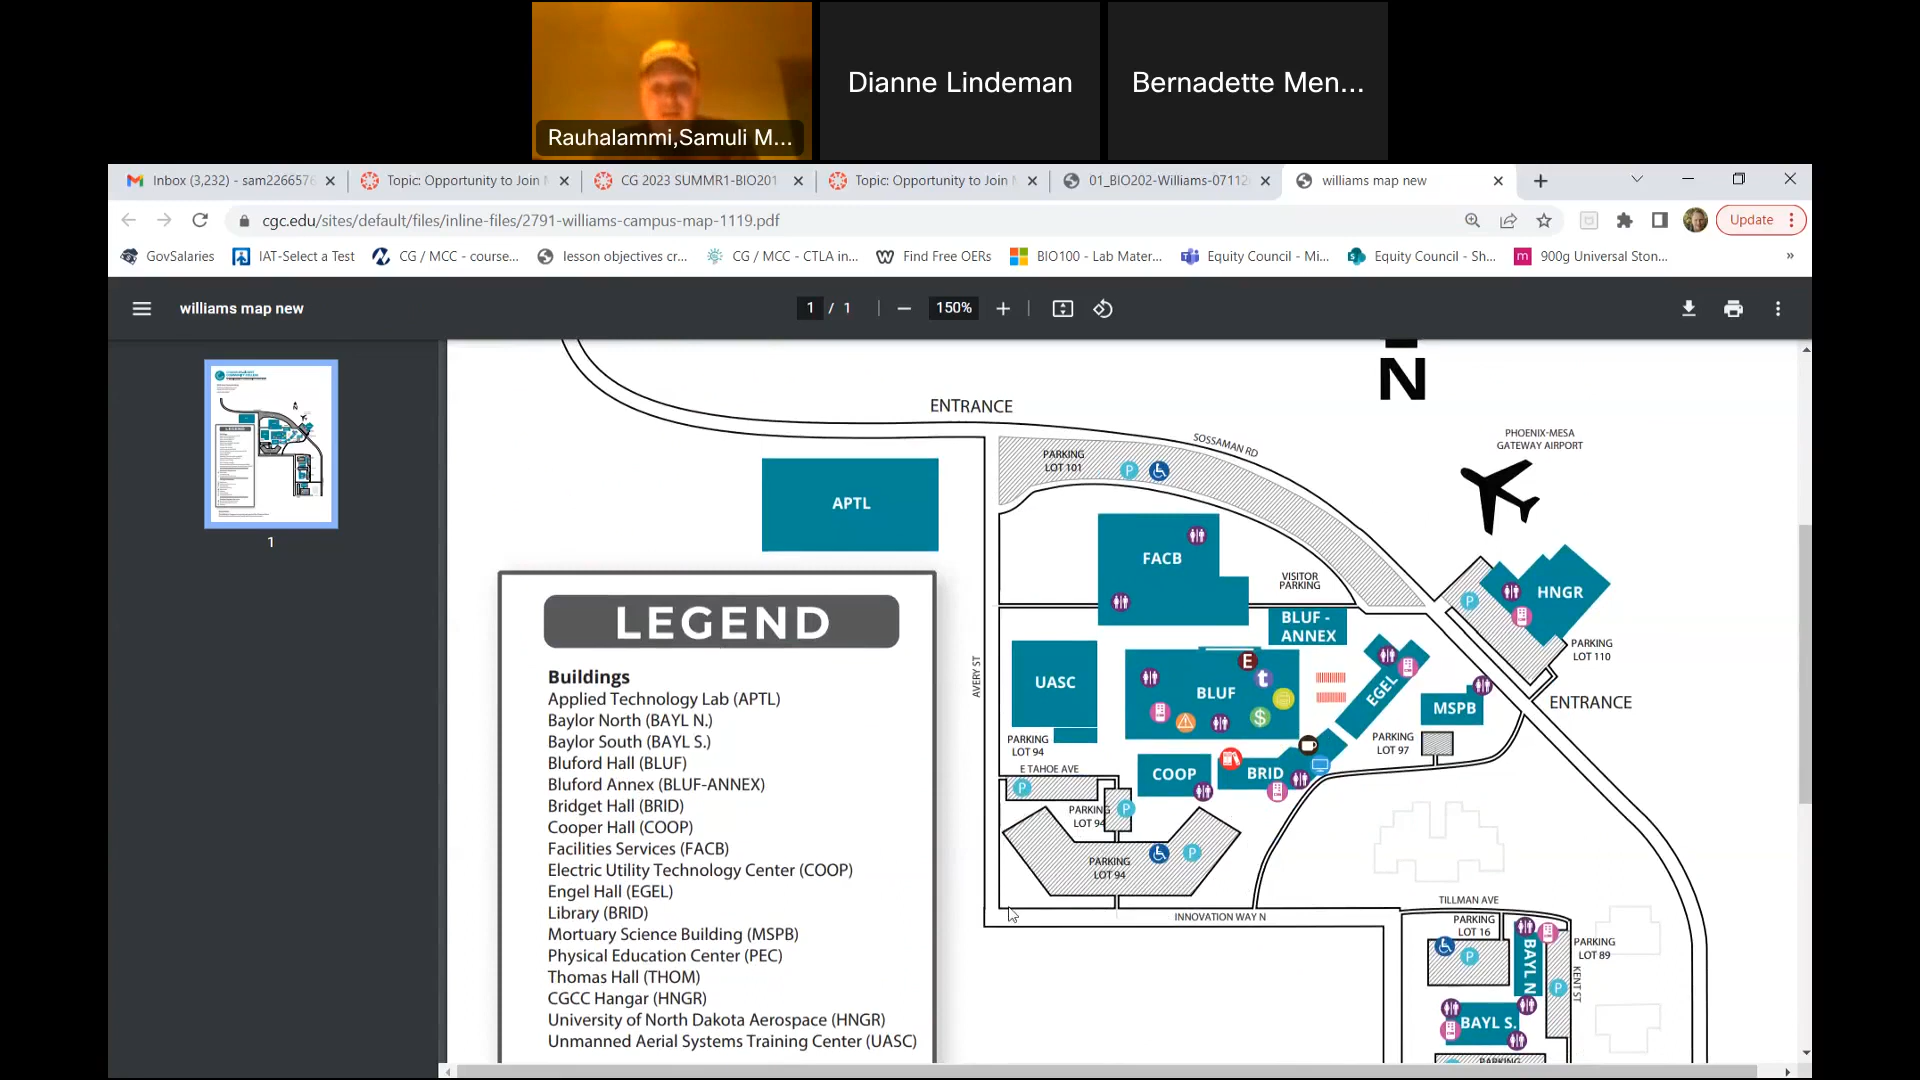 Rauhalammi,Samuli M...
Dianne Lindeman
Bernadette Men...
Inbox (3,232) - sam2266576
Topic: Opportunity to Join
CG 2023 SUMMR1-BIO201
Topic: Opportunity to Join
01_BIO202-Williams-0711
williams map new
cgc.edu/sites/default/files/inline-files/2791-williams-campus-map-1119.pdf
Update
GovSalaries
IAT-Select a Test
CG / MCC - course...
lesson objectives cr...
CG / MCC - CTLA in...
Find Free OERs
BIO100 - Lab Mater...
Equity Council - Mi...
Equity Council - Sh...
900g Universal Ston...
»
williams map new
1 / 1
150%
1
N
ENTRANCE
SOSSAMAN RD
PHOENIX-MESA
GATEWAY AIRPORT
PARKING
LOT 101
P
APTL
FACB
VISITOR
PARKING
HNGR
P
BLUF -
ANNEX
PARKING
LOT 110
AVERY ST
UASC
BLUF
E
t
$
EGEL
MSPB
ENTRANCE
PARKING
LOT 94
PARKING
LOT 97
E TAHOE AVE
P
COOP
BRID
PARKING
LOT 94
P
PARKING
LOT 94
P
INNOVATION WAY N
TILLMAN AVE
PARKING
LOT 16
P
BAYL N
PARKING
LOT 89
KENT ST
P
BAYL S.
PARKING
LEGEND
Buildings
Applied Technology Lab (APTL)
Baylor North (BAYL N.)
Baylor South (BAYL S.)
Bluford Hall (BLUF)
Bluford Annex (BLUF-ANNEX)
Bridget Hall (BRID)
Cooper Hall (COOP)
Facilities Services (FACB)
Electric Utility Technology Center (COOP)
Engel Hall (EGEL)
Library (BRID)
Mortuary Science Building (MSPB)
Physical Education Center (PEC)
Thomas Hall (THOM)
CGCC Hangar (HNGR)
University of North Dakota Aerospace (HNGR)
Unmanned Aerial Systems Training Center (UASC)